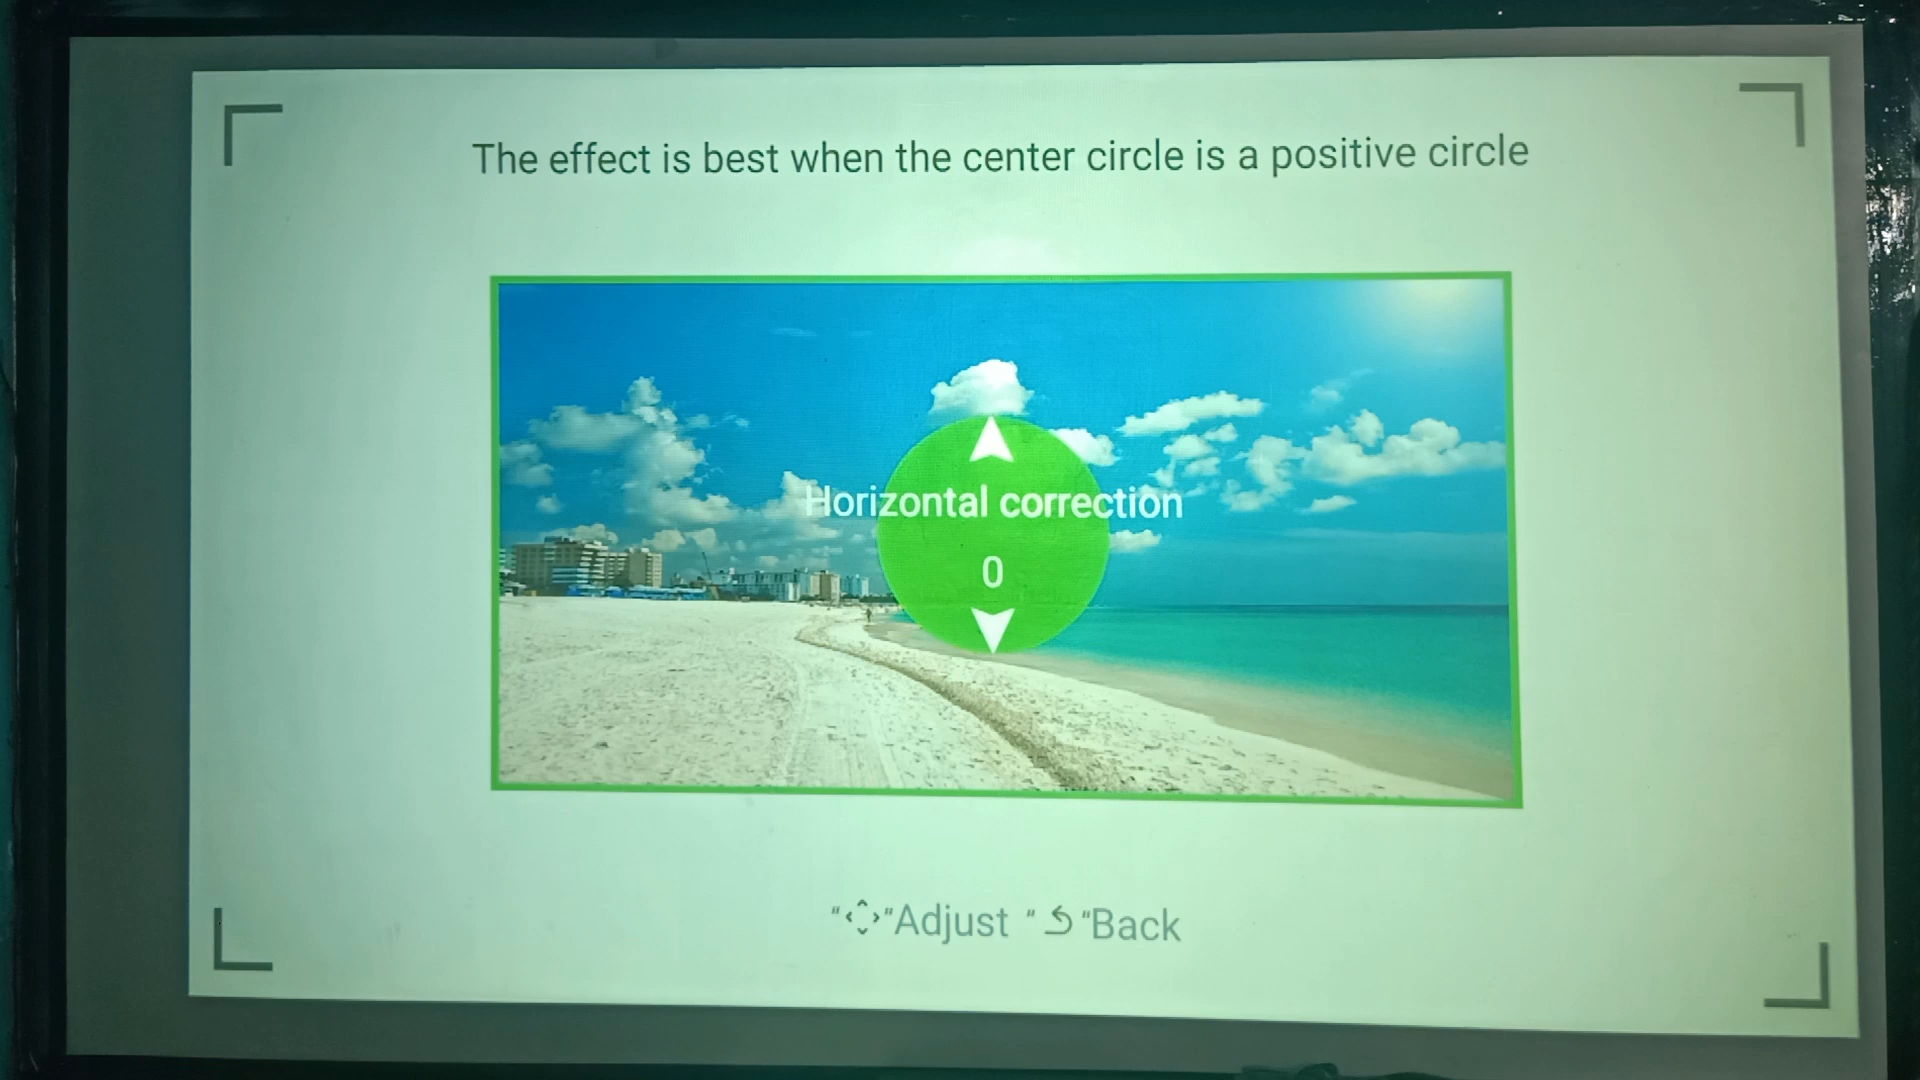 The effect is best when the center circle is a positive circle
Horizontal correction
0
" "Adjust " "Back